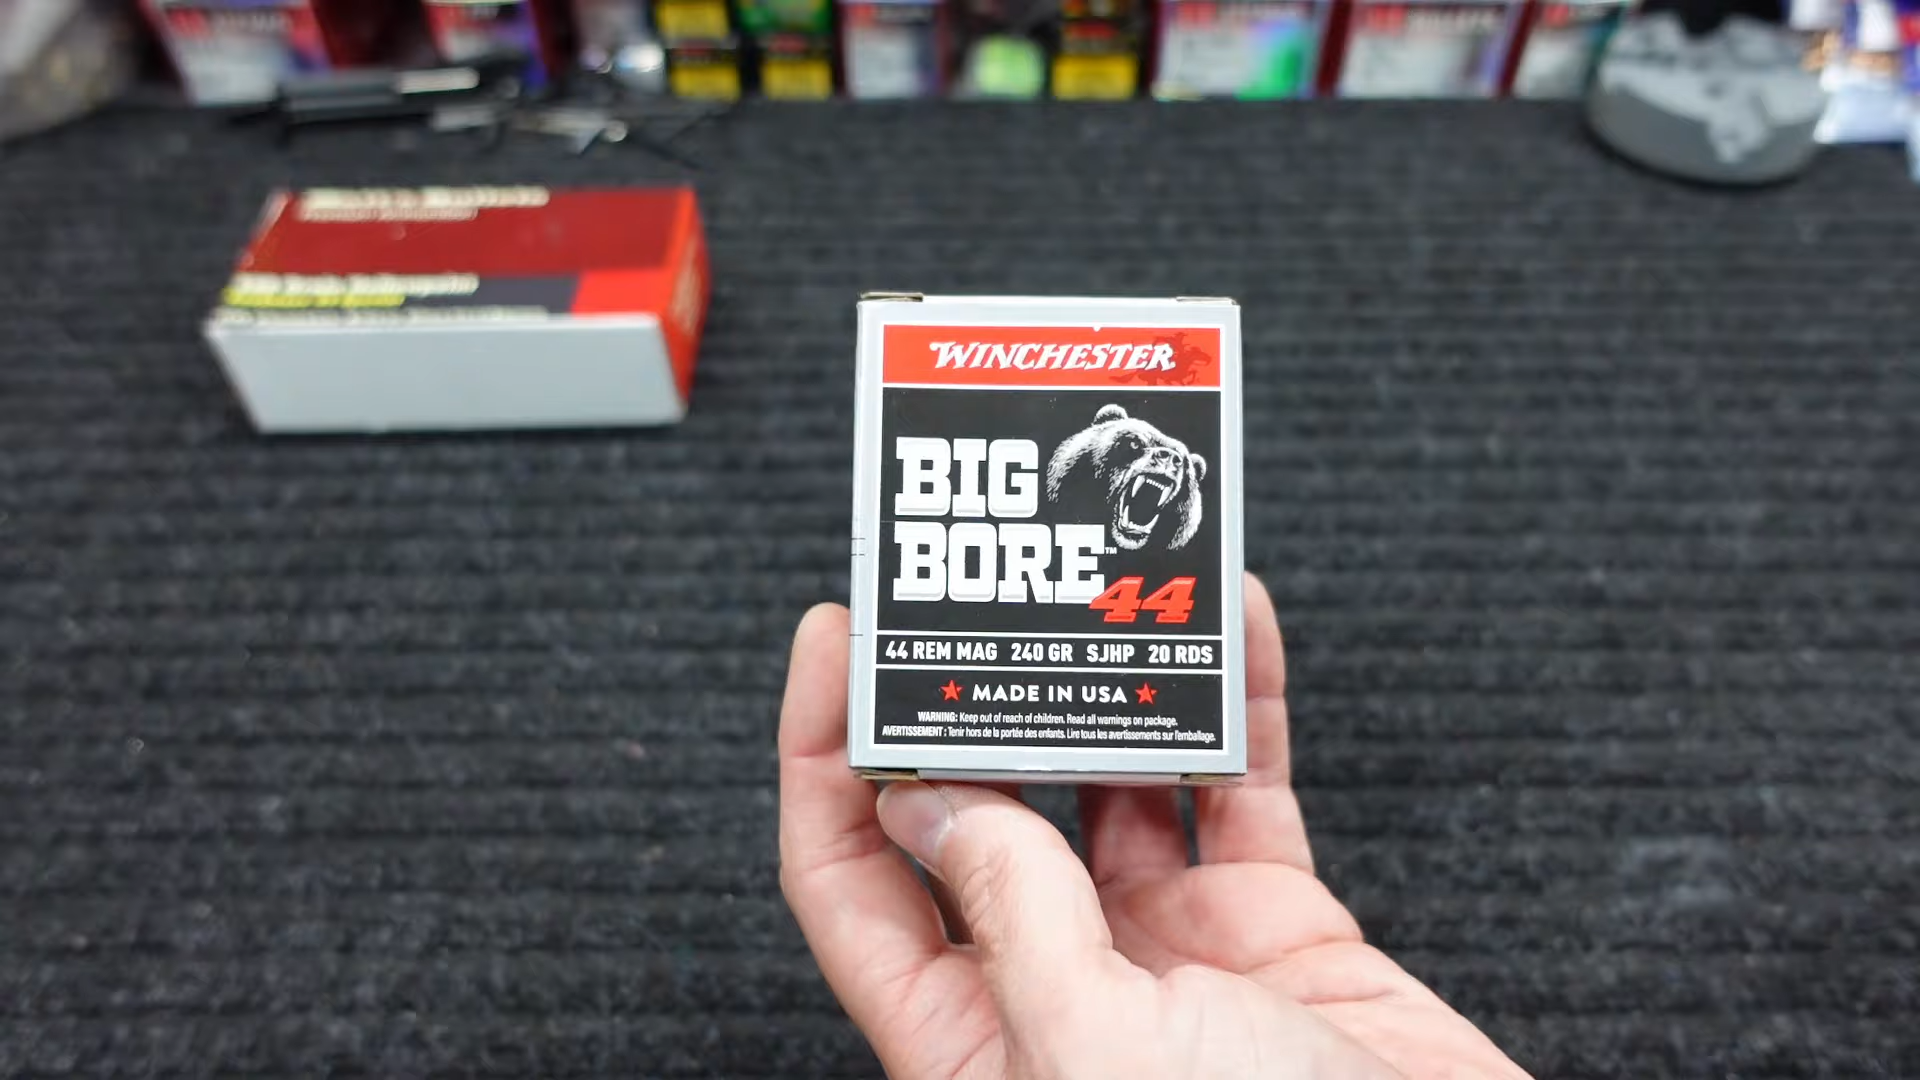 WINCHESTER
BIG
BORE™
44
44 REM MAG 240 GR SJHP 20 RDS
★ MADE IN USA ★
WARNING: Keep out of reach of children. Read all warnings on package.
AVERTISSEMENT : Tenir hors de la portée des enfants. Lire tous les avertissements sur l'emballage.